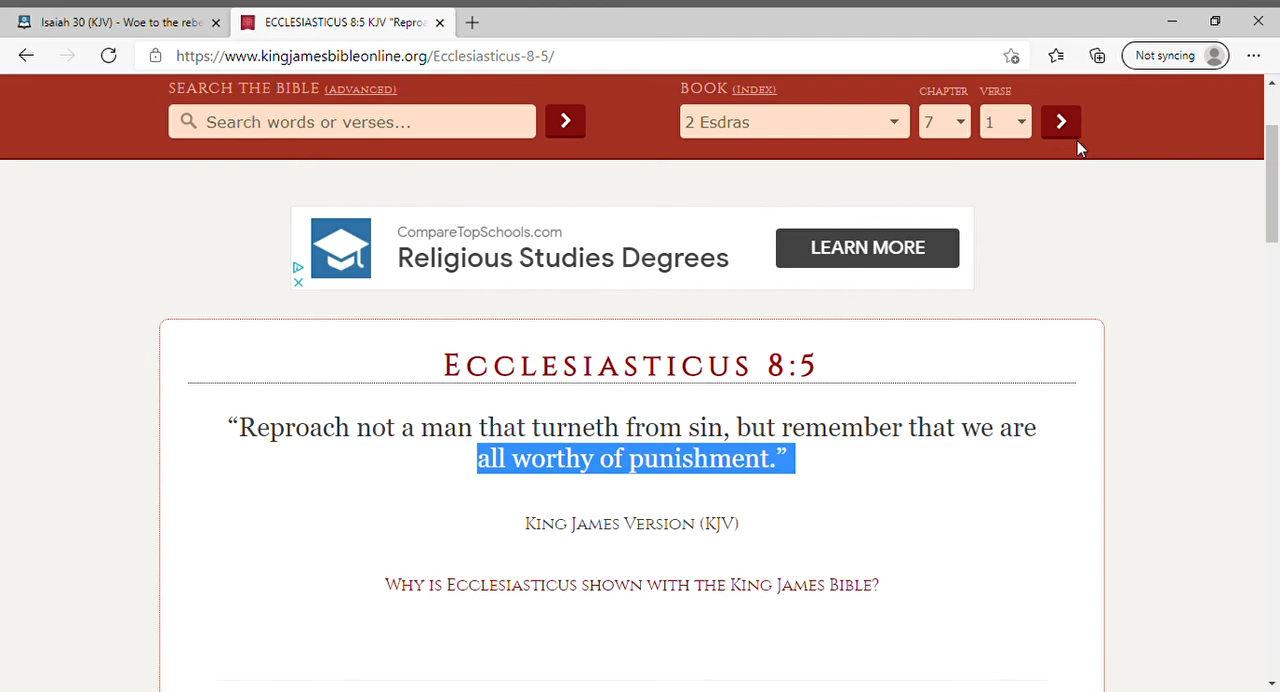 Isaiah 30 (KJV) - Woe to the rebe
ECCLESIASTICUS 8:5 KJV "Repro
https://www.kingjamesbibleonline.org/Ecclesiasticus-8-5/
Not syncing
SEARCH THE BIBLE (ADVANCED)
BOOK (INDEX)
CHAPTER
VERSE
Search words or verses...
2 Esdras
7
1
CompareTopSchools.com
Religious Studies Degrees
LEARN MORE
ECCLESIASTICUS 8:5
“Reproach not a man that turneth from sin, but remember that we are
all worthy of punishment.”
KING JAMES VERSION (KJV)
WHY IS ECCLESIASTICUS SHOWN WITH THE KING JAMES BIBLE?